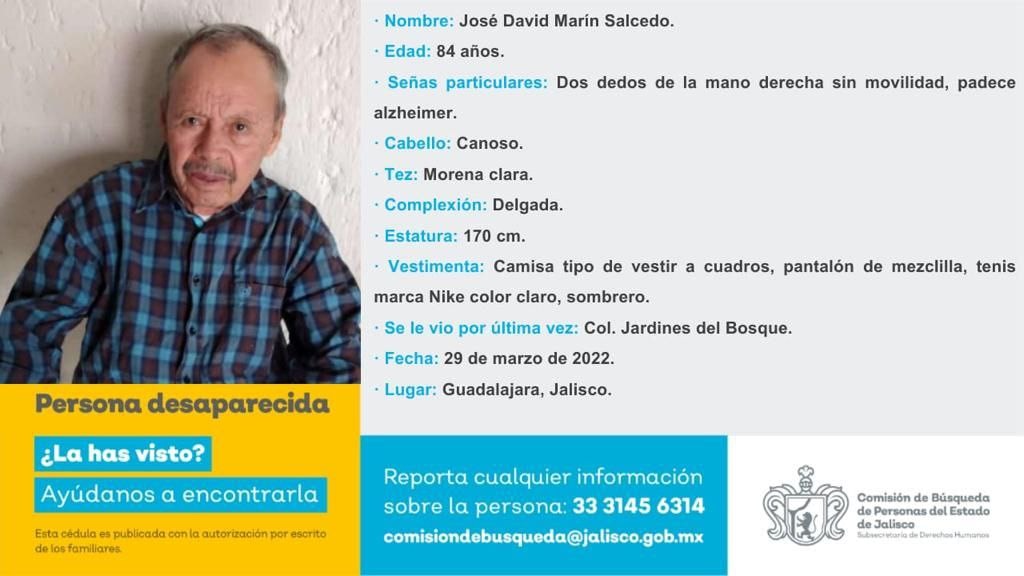 · Nombre: José David Marín Salcedo.
· Edad: 84 años.
· Señas particulares: Dos dedos de la mano derecha sin movilidad, padece
alzheimer.
· Cabello: Canoso.
· Tez: Morena clara.
· Complexión: Delgada.
· Estatura: 170 cm.
· Vestimenta: Camisa tipo de vestir a cuadros, pantalón de mezclilla, tenis
marca Nike color claro, sombrero.
· Se le vio por última vez: Col. Jardines del Bosque.
· Fecha: 29 de marzo de 2022.
· Lugar: Guadalajara, Jalisco.
Persona desaparecida
¿La has visto?
Ayúdanos a encontrarla
Esta cédula es publicada con la autorización por escrito
de los familiares.
Reporta cualquier información
sobre la persona: 33 3145 6314
comisiondebusqueda@jalisco.gob.mx
Comisión de Búsqueda
de Personas del Estado
de Jalisco
Subsecretaría de Derechos Humanos